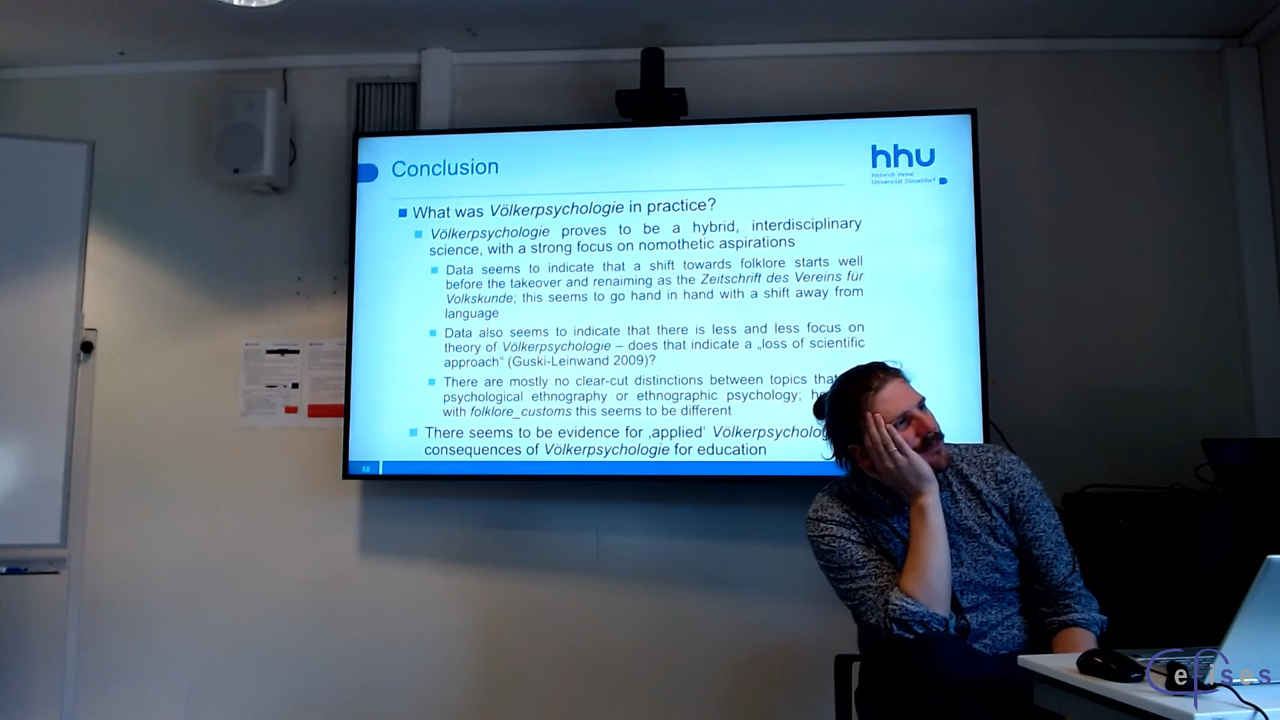 Conclusion
hhu
Heinrich Heine
Universität Düsseldorf
What was Völkerpsychologie in practice?
Völkerpsychologie proves to be a hybrid, interdisciplinary
science, with a strong focus on nomothetic aspirations
Data seems to indicate that a shift towards folklore starts well
before the takeover and renaiming as the Zeitschrift des Vereins für
Volkskunde; this seems to go hand in hand with a shift away from
language
Data also seems to indicate that there is less and less focus on
theory of Völkerpsychologie – does that indicate a „loss of scientific
approach“ (Guski-Leinwand 2009)?
There are mostly no clear-cut distinctions between topics that
psychological ethnography or ethnographic psychology;
with folklore_customs this seems to be different
There seems to be evidence for ‚applied‘
consequences of Völkerpsychologie for education
58
Cefises